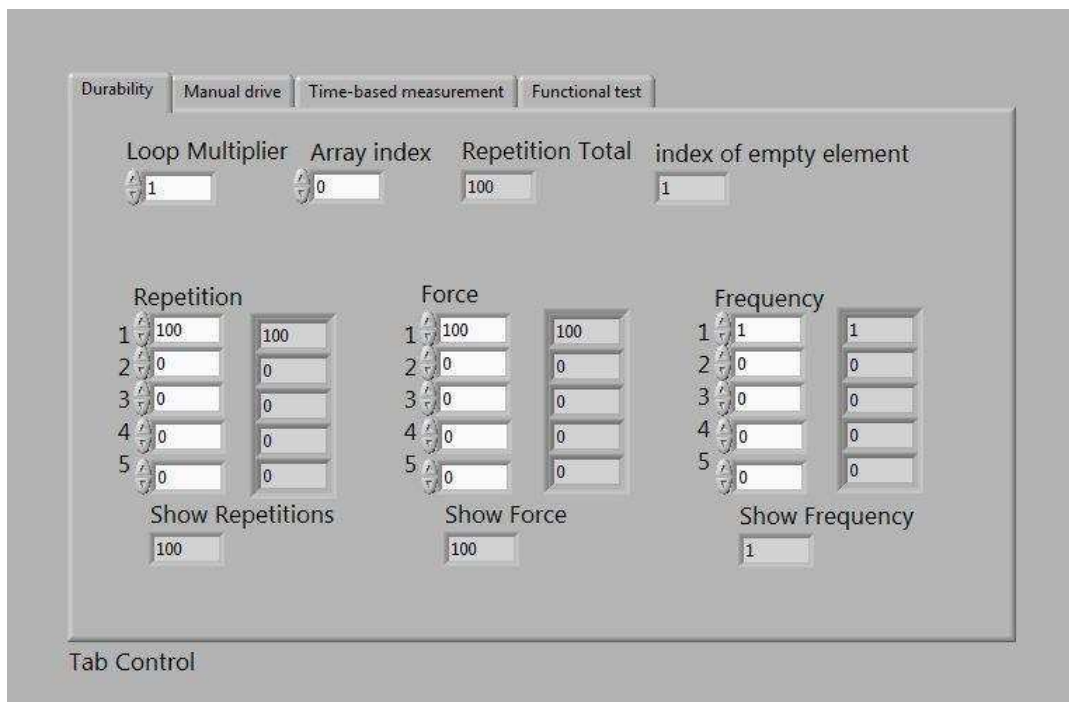 Durability Manual drive Time-based measurement Functional test
Loop Multiplier Array index Repetition Total index of empty element
1 0 100 1
Repetition Force Frequency
1 100 100 1 100 100 1 1 1
2 0 0 2 0 0 2 0 0
3 0 0 3 0 0 3 0 0
4 0 0 4 0 0 4 0 0
5 0 0 5 0 0 5 0 0
Show Repetitions Show Force Show Frequency
100 100 1
Tab Control